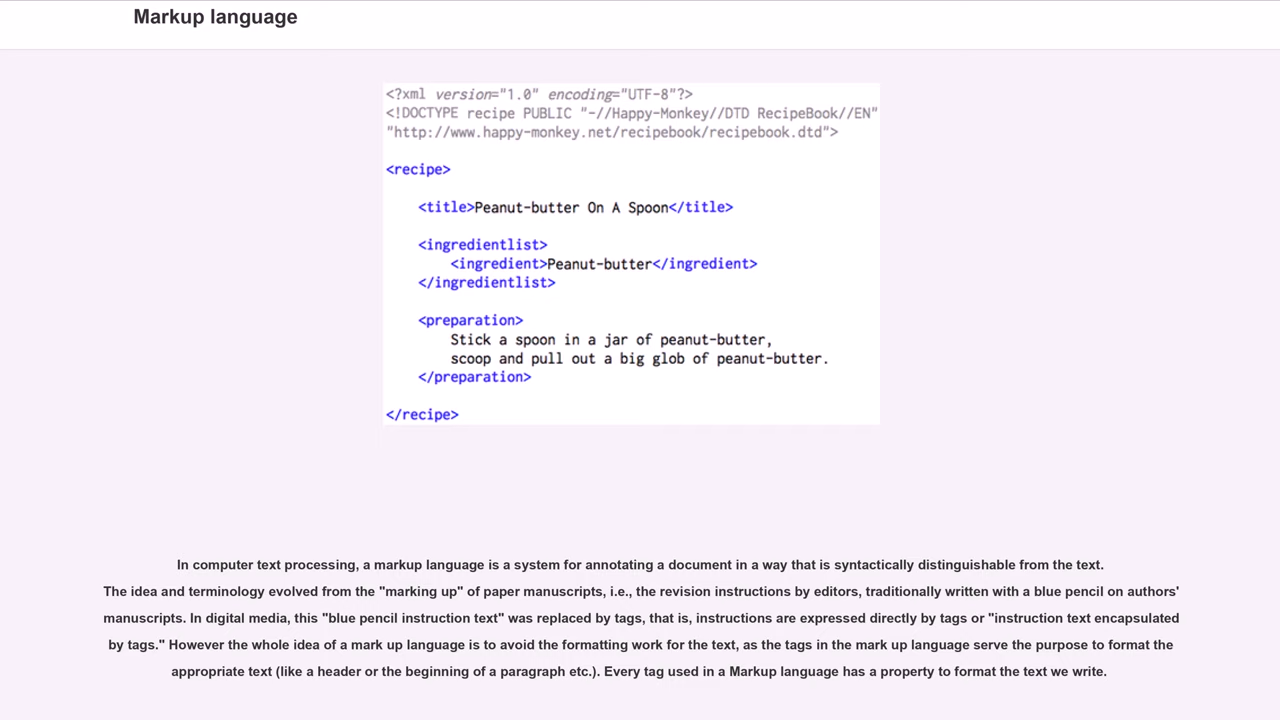 Markup language
<?xml version="1.0" encoding="UTF-8"?>
<!DOCTYPE recipe PUBLIC "-//Happy-Monkey//DTD RecipeBook//EN"
"http://www.happy-monkey.net/recipebook/recipebook.dtd">
<recipe>
<title>Peanut-butter On A Spoon</title>
<ingredientlist>
<ingredient>Peanut-butter</ingredient>
</ingredientlist>
<preparation>
Stick a spoon in a jar of peanut-butter,
scoop and pull out a big glob of peanut-butter.
</preparation>
</recipe>
In computer text processing, a markup language is a system for annotating a document in a way that is syntactically distinguishable from the text.
The idea and terminology evolved from the "marking up" of paper manuscripts, i.e., the revision instructions by editors, traditionally written with a blue pencil on authors'
manuscripts. In digital media, this "blue pencil instruction text" was replaced by tags, that is, instructions are expressed directly by tags or "instruction text encapsulated
by tags." However the whole idea of a mark up language is to avoid the formatting work for the text, as the tags in the mark up language serve the purpose to format the
appropriate text (like a header or the beginning of a paragraph etc.). Every tag used in a Markup language has a property to format the text we write.